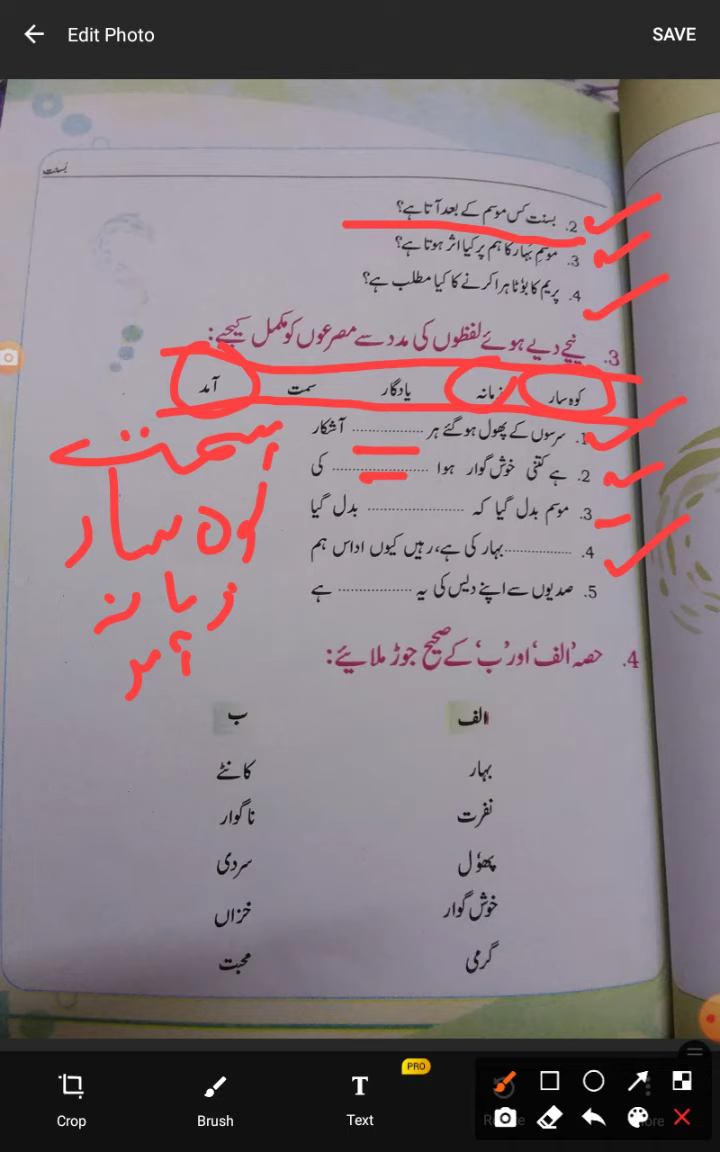 Edit Photo SAVE
بسنت
2. بسنت کس موسم کے بعد آتا ہے؟
3. موسمِ بہار کا ہم پر کیا اثر ہوتا ہے؟
4. پریم کا بوٗٹا ہرا کرنے کا کیا مطلب ہے؟
3. نیچے دیے ہوئے لفظوں کی مدد سے مصرعوں کو مکمل کیجیے:
کوہ سار زمانہ یادگار سمت آمد
1. سرسوں کے پھول ہوگئے ہر .................. آشکار
2. ہے کتنی خوش گوار ہوا .................. کی
3. موسم بدل گیا کہ .................. بدل گیا
4. .................. بہار کی ہے، رہیں کیوں اداس ہم
5. صدیوں سے اپنے دیس کی یہ .................. ہے
سمت
کوہ سار
زمانہ
آمد
4. حصہ 'الف' اور 'ب' کے صحیح جوڑ ملائیے:
الف ب
بہار کانٹے
نفرت ناگوار
پھوٗل سردی
خوش گوار خزاں
گرمی محبت
PRO
Crop Brush Text